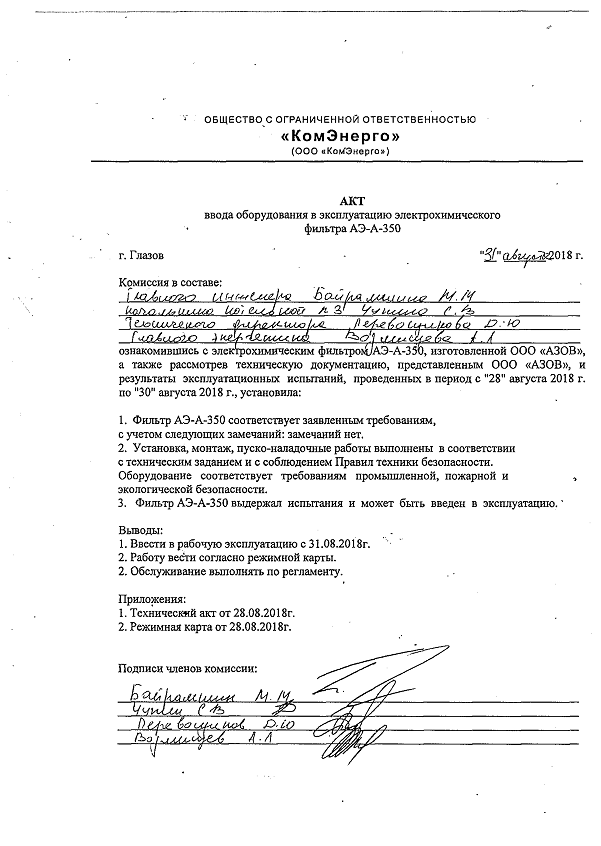 ОБЩЕСТВО С ОГРАНИЧЕННОЙ ОТВЕТСТВЕННОСТЬЮ
«КомЭнерго»
(ООО «КомЭнерго»)
АКТ
ввода оборудования в эксплуатацию электрохимического
фильтра АЭ-А-350
г. Глазов "31" августа 2018 г.
Комиссия в составе:
Главного инженера Байрамшина М.М
начальника котельной №3 Чупина С.В
Технического директора Перевощикова Д.Ю
Главного энергетика А.Л
ознакомившись с электрохимическим фильтром АЭ-А-350, изготовленной ООО «АЗОВ»,
а также рассмотрев техническую документацию, представленным ООО «АЗОВ», и
результаты эксплуатационных испытаний, проведенных в период с "28" августа 2018 г.
по "30" августа 2018 г., установила:
1. Фильтр АЭ-А-350 соответствует заявленным требованиям,
с учетом следующих замечаний: замечаний нет.
2. Установка, монтаж, пуско-наладочные работы выполнены в соответствии
с техническим заданием и с соблюдением Правил техники безопасности.
Оборудование соответствует требованиям промышленной, пожарной и
экологической безопасности.
3. Фильтр АЭ-А-350 выдержал испытания и может быть введен в эксплуатацию.
Выводы:
1. Ввести в рабочую эксплуатацию с 31.08.2018г.
2. Работу вести согласно режимной карты.
2. Обслуживание выполнять по регламенту.
Приложения:
1. Технический акт от 28.08.2018г.
2. Режимная карта от 28.08.2018г.
Подписи членов комиссии:
Байрамшин М.М
Чупин С В
Перевощиков Д.Ю
А.Л